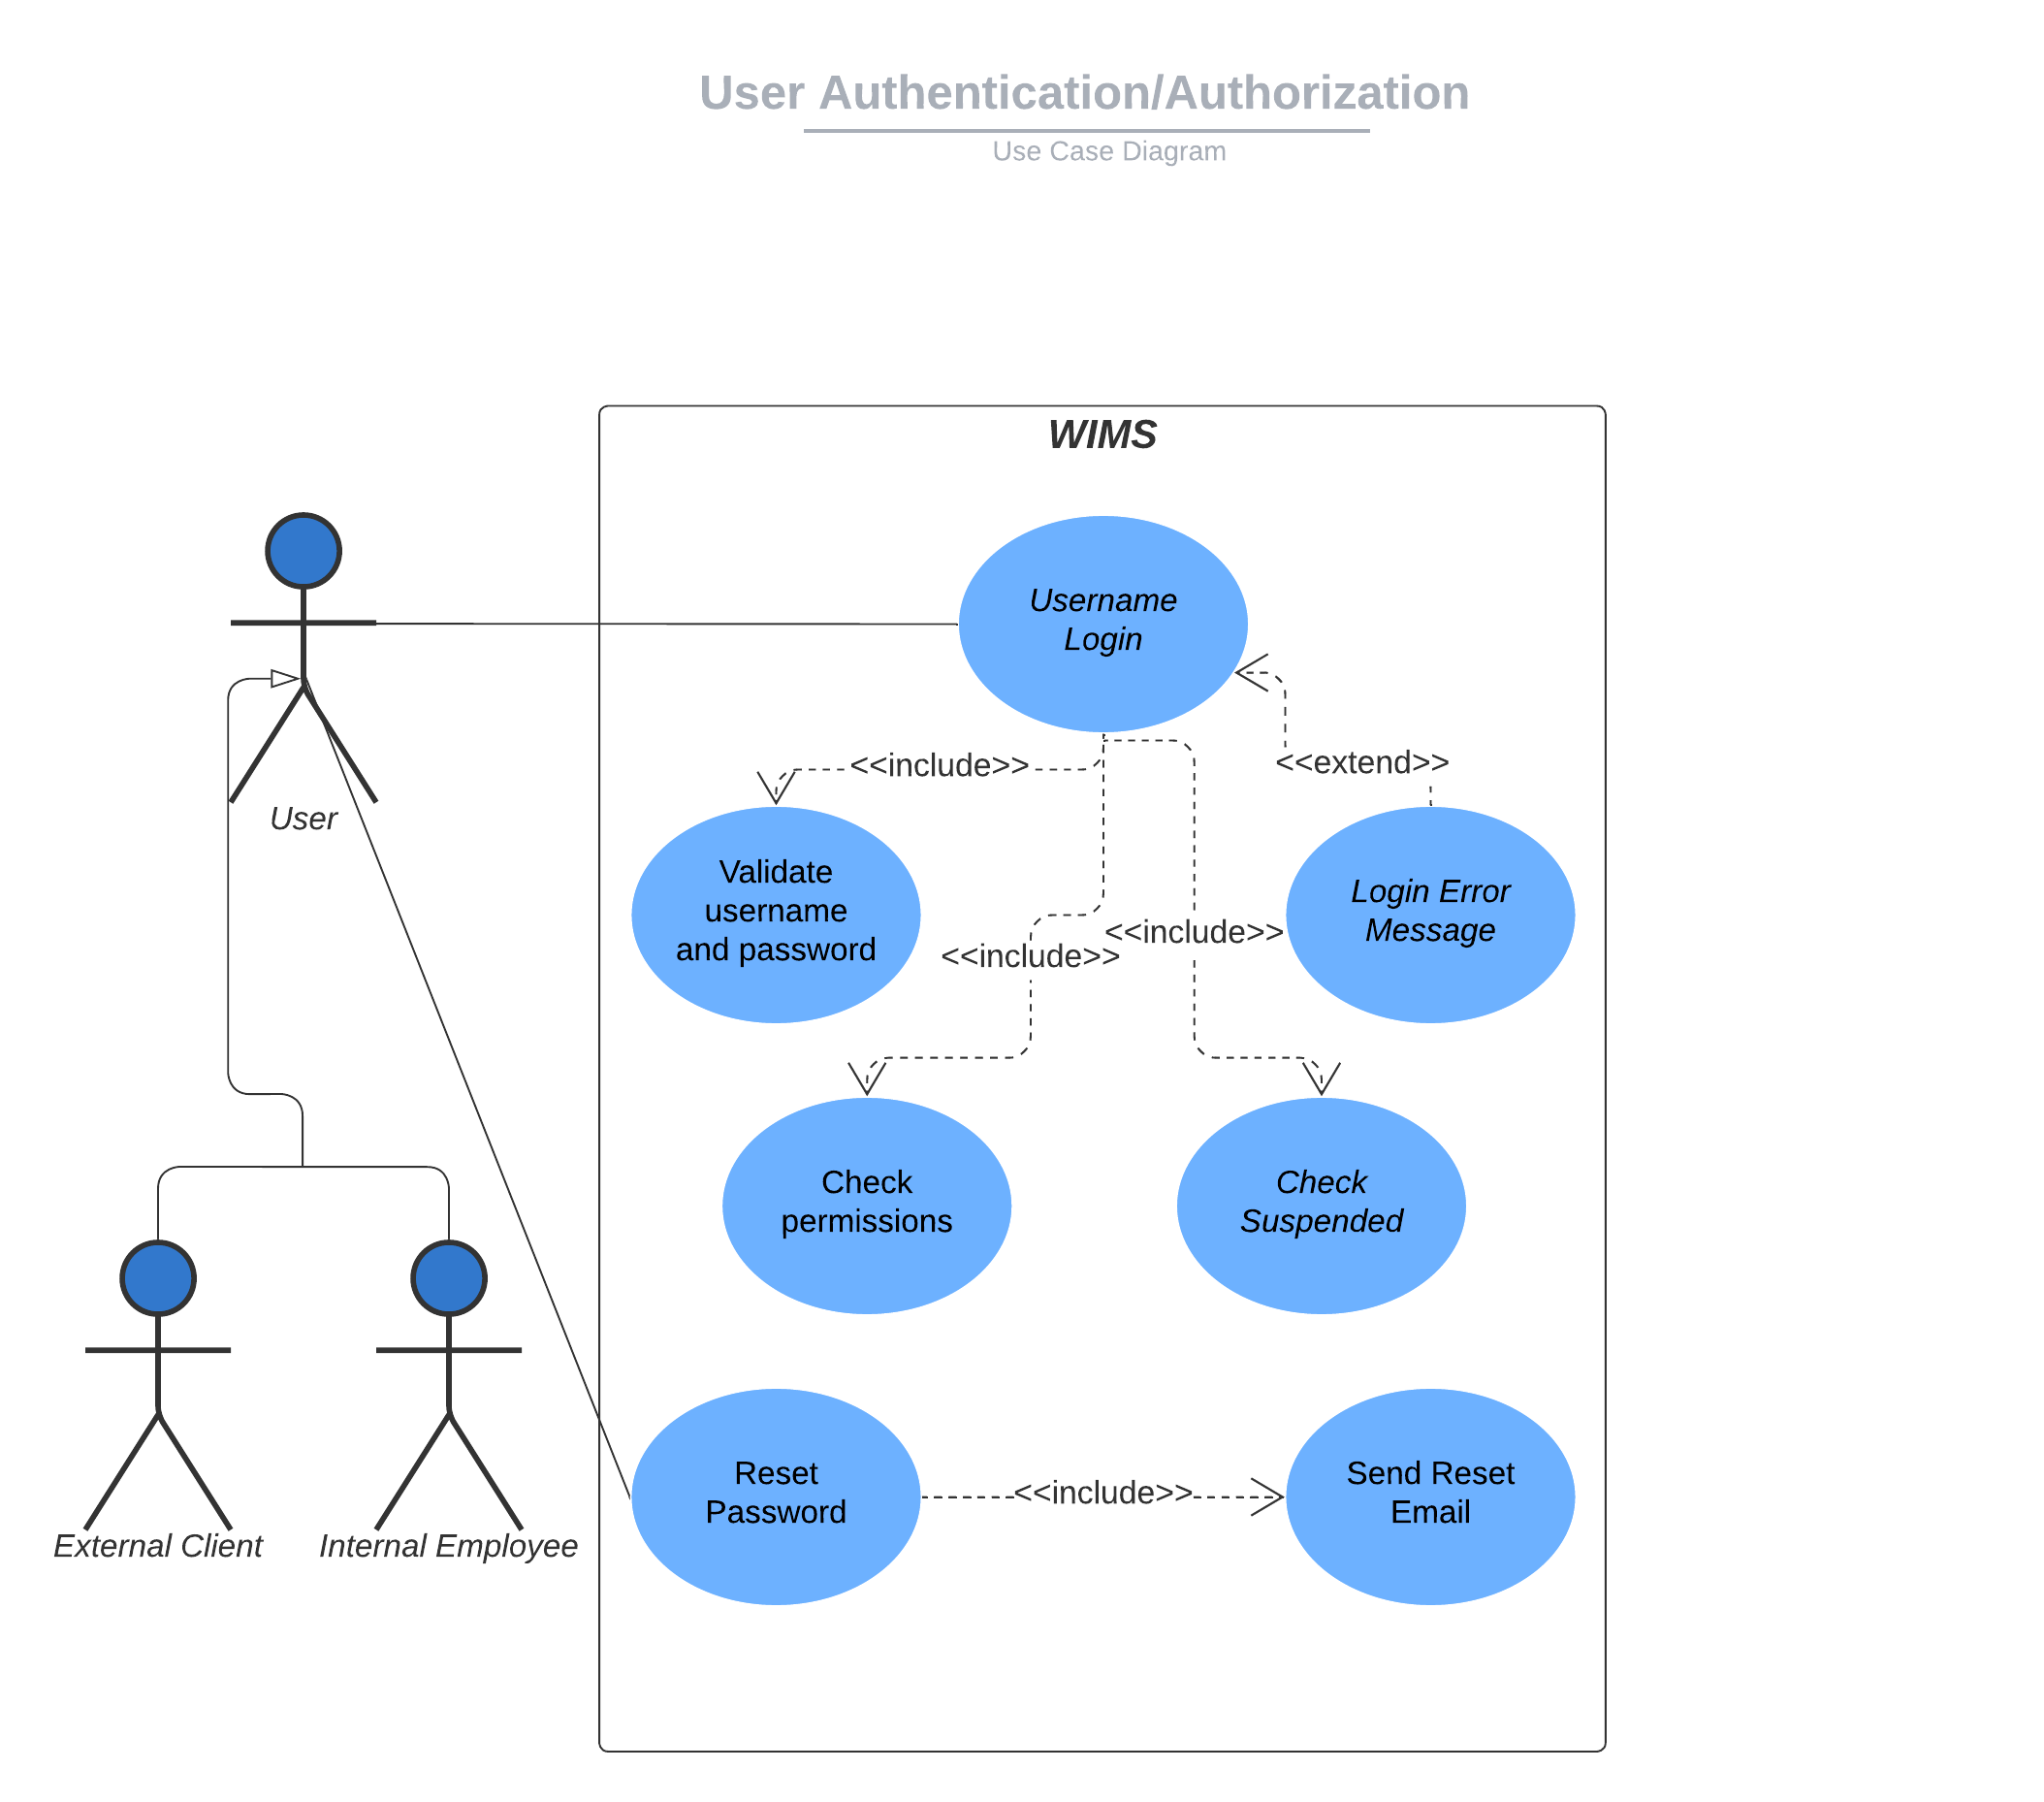 User Authentication/Authorization
Use Case Diagram
WIMS
Username
Login
<<include>>
<<extend>>
User
Validate
username
and password
Login Error
Message
<<include>>
<<include>>
Check
permissions
Check
Suspended
Reset
Password
<<include>>
Send Reset
Email
External Client
Internal Employee